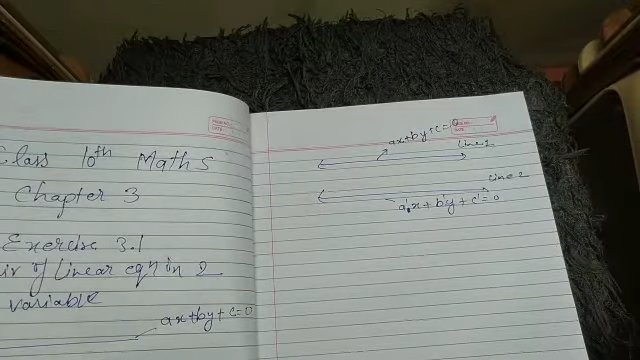 Class 10th Maths
Chapter 3
Exercise 3.1
of linear eqn in 2
variable
ax+by+c=0
ax+by+c=0
Line 1
Line 2
a'x+b'y+c'=0